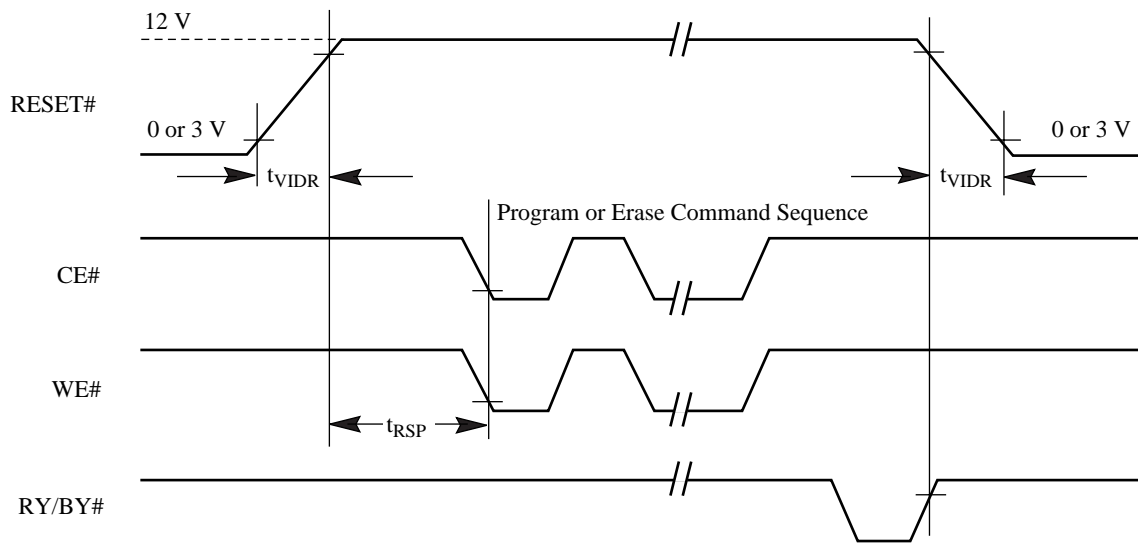 12 V
RESET#
0 or 3 V
0 or 3 V
tVIDR
tVIDR
Program or Erase Command Sequence
CE#
WE#
tRSP
RY/BY#